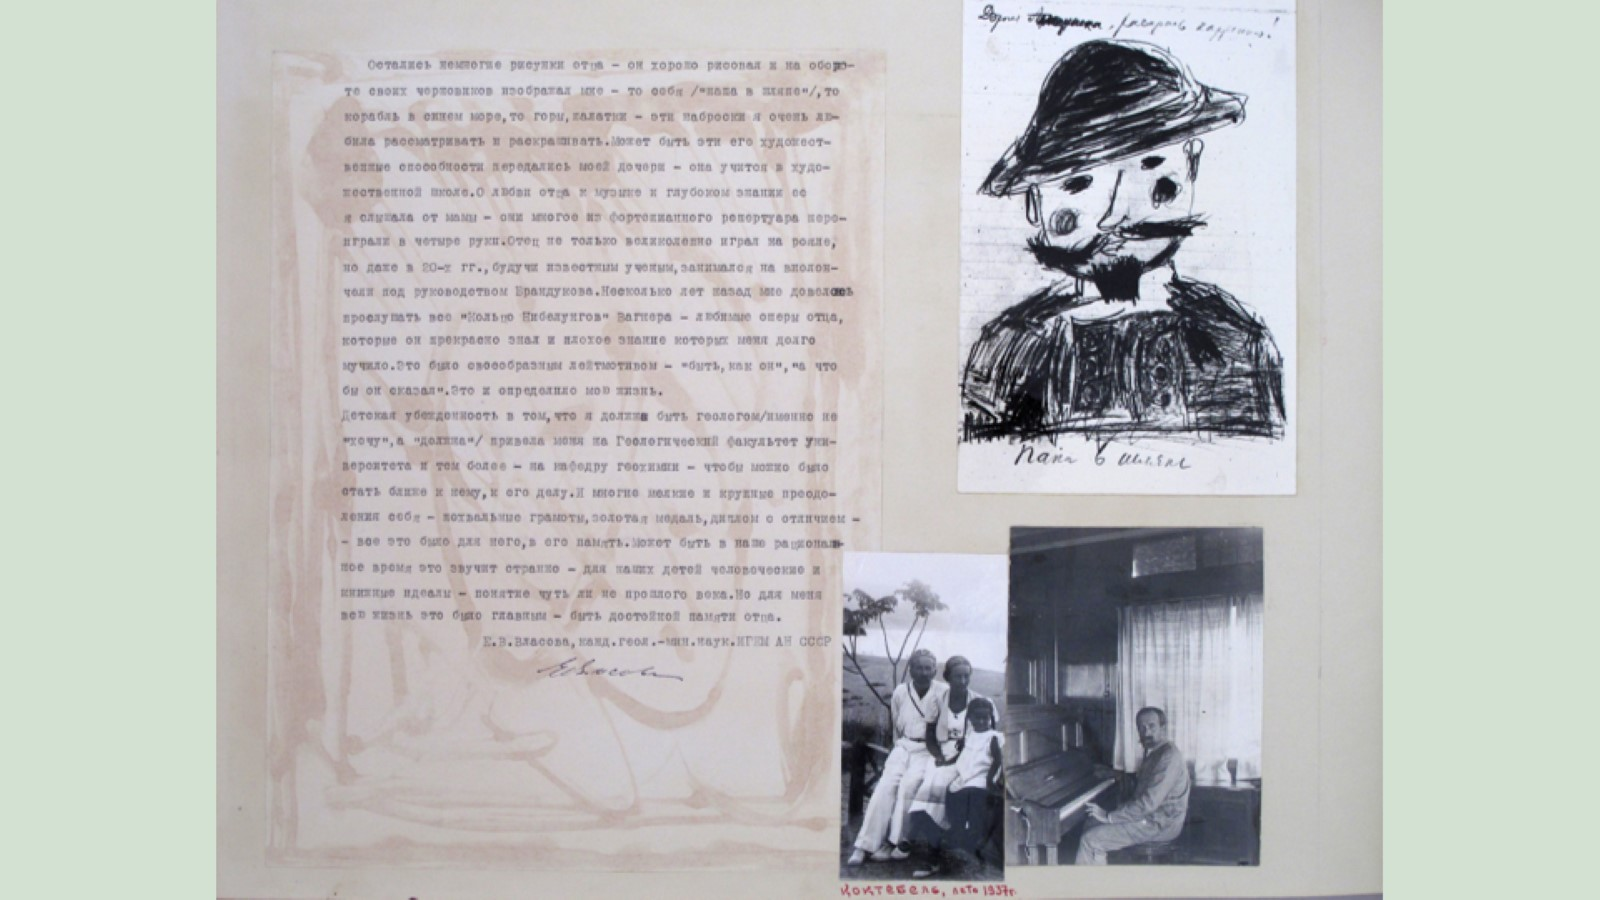 Остались немногие рисунки отца - он хорошо рисовал и на оборо-
те своих черновиков изображал мне - то себя /"папа в шляпе"/,то
корабль в синем море,то горы,палатки - эти наброски я очень лю-
била рассматривать и раскрашивать.Может быть эти его художест-
венные способности передались моей дочери - она учится в худо-
жественной школе.О любви отца к музыке и глубоком знании ее
я слышала от мамы - они многое из фортопианного репертуара пере-
играли в четыре руки.Отец не только великолепно играл на рояле,
но даже в 20-х гг.,будучи известным ученым,занимался на виолон-
чели под руководством Брандукова.Несколько лет назад мне довелось
прослушать все "Кольцо Нибелунгов" Вагнера - любимые оперы отца,
которые он прекрасно знал и плохое знание которых меня долго
мучило.Это было своеобразным лейтмотивом - "быть,как он","а что
бы он сказал".Это и определило мою жизнь.
Детская убежденность в том,что я должна быть геологом/именно не
"хочу",а "должна"/ привела меня на Геологический факультет Уни-
верситета и тем более - на кафедру геохимии - чтобы можно было
стать ближе к нему,к его делу.И многие мелкие и крупные преодо-
ления себя - похвальные грамоты,золотая медаль,диплом с отличием -
- все это было для него,в его память.Может быть в наше рациональ-
ное время это звучит странно - для наших детей человеческие и
книжные идеалы - понятие чуть ли не прошлого века.Но для меня
всю жизнь это было главным - быть достойной памяти отца.
Е.В.Власова,канд.геол.-мин.наук.ИГЕМ АН СССР
ЕВласова
Папа в шляпе
Коктебель, лето 1937г.